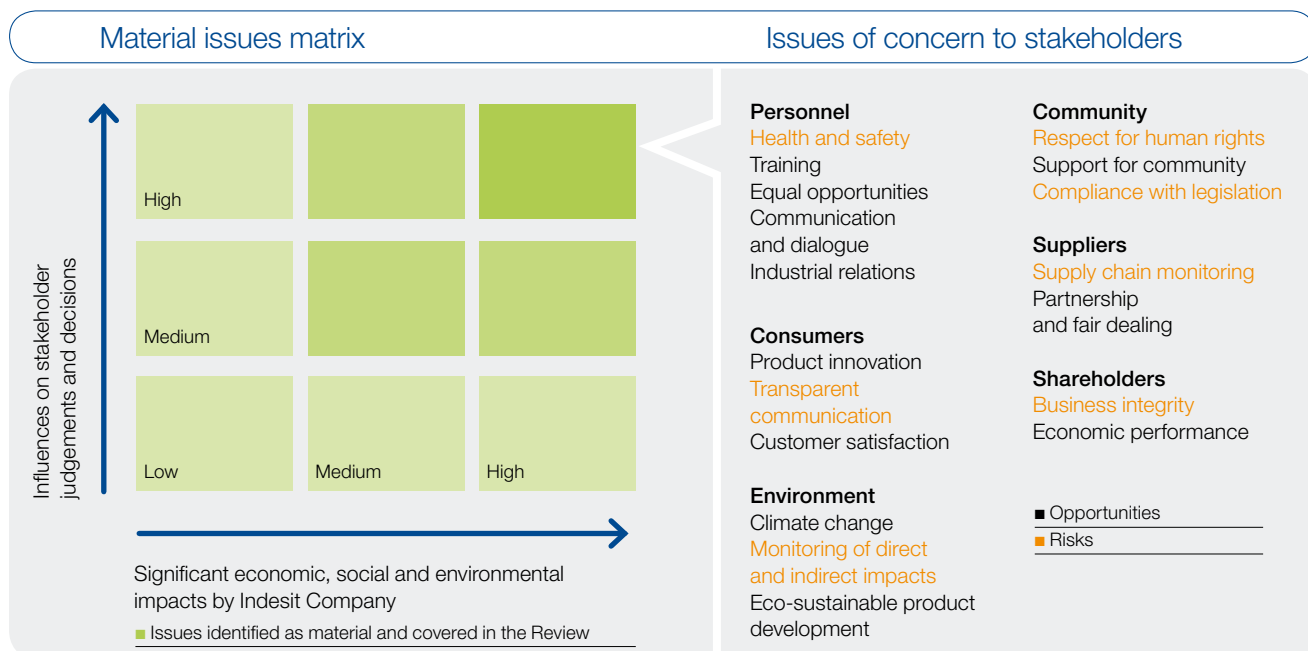 Material issues matrix
Issues of concern to stakeholders
Influences on stakeholder
judgements and decisions
High
Medium
Low
Medium
High
Significant economic, social and environmental
impacts by Indesit Company
Issues identified as material and covered in the Review
Personnel
Health and safety
Training
Equal opportunities
Communication
and dialogue
Industrial relations
Consumers
Product innovation
Transparent
communication
Customer satisfaction
Environment
Climate change
Monitoring of direct
and indirect impacts
Eco-sustainable product
development
Community
Respect for human rights
Support for community
Compliance with legislation
Suppliers
Supply chain monitoring
Partnership
and fair dealing
Shareholders
Business integrity
Economic performance
Opportunities
Risks